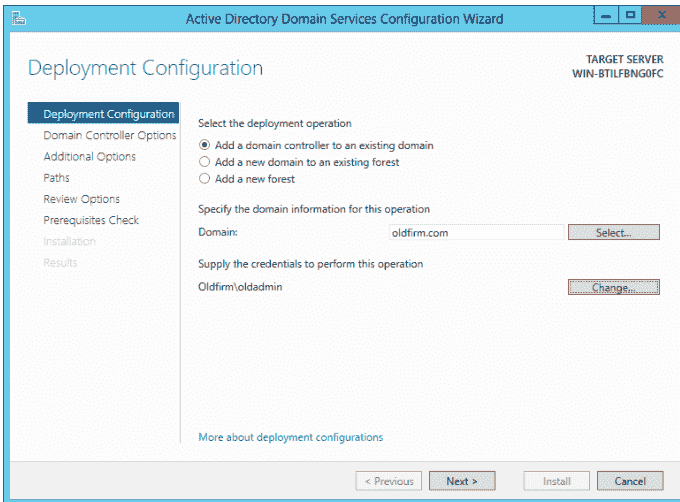 Active Directory Domain Services Configuration Wizard
Deployment Configuration
TARGET SERVER
WIN-BTILFBNG0FC
Deployment Configuration
Domain Controller Options
Additional Options
Paths
Review Options
Prerequisites Check
Installation
Results
Select the deployment operation
Add a domain controller to an existing domain
Add a new domain to an existing forest
Add a new forest
Specify the domain information for this operation
Domain:
oldfirm.com
Select...
Supply the credentials to perform this operation
Oldfirm\oldadmin
Change...
More about deployment configurations
< Previous
Next >
Install
Cancel